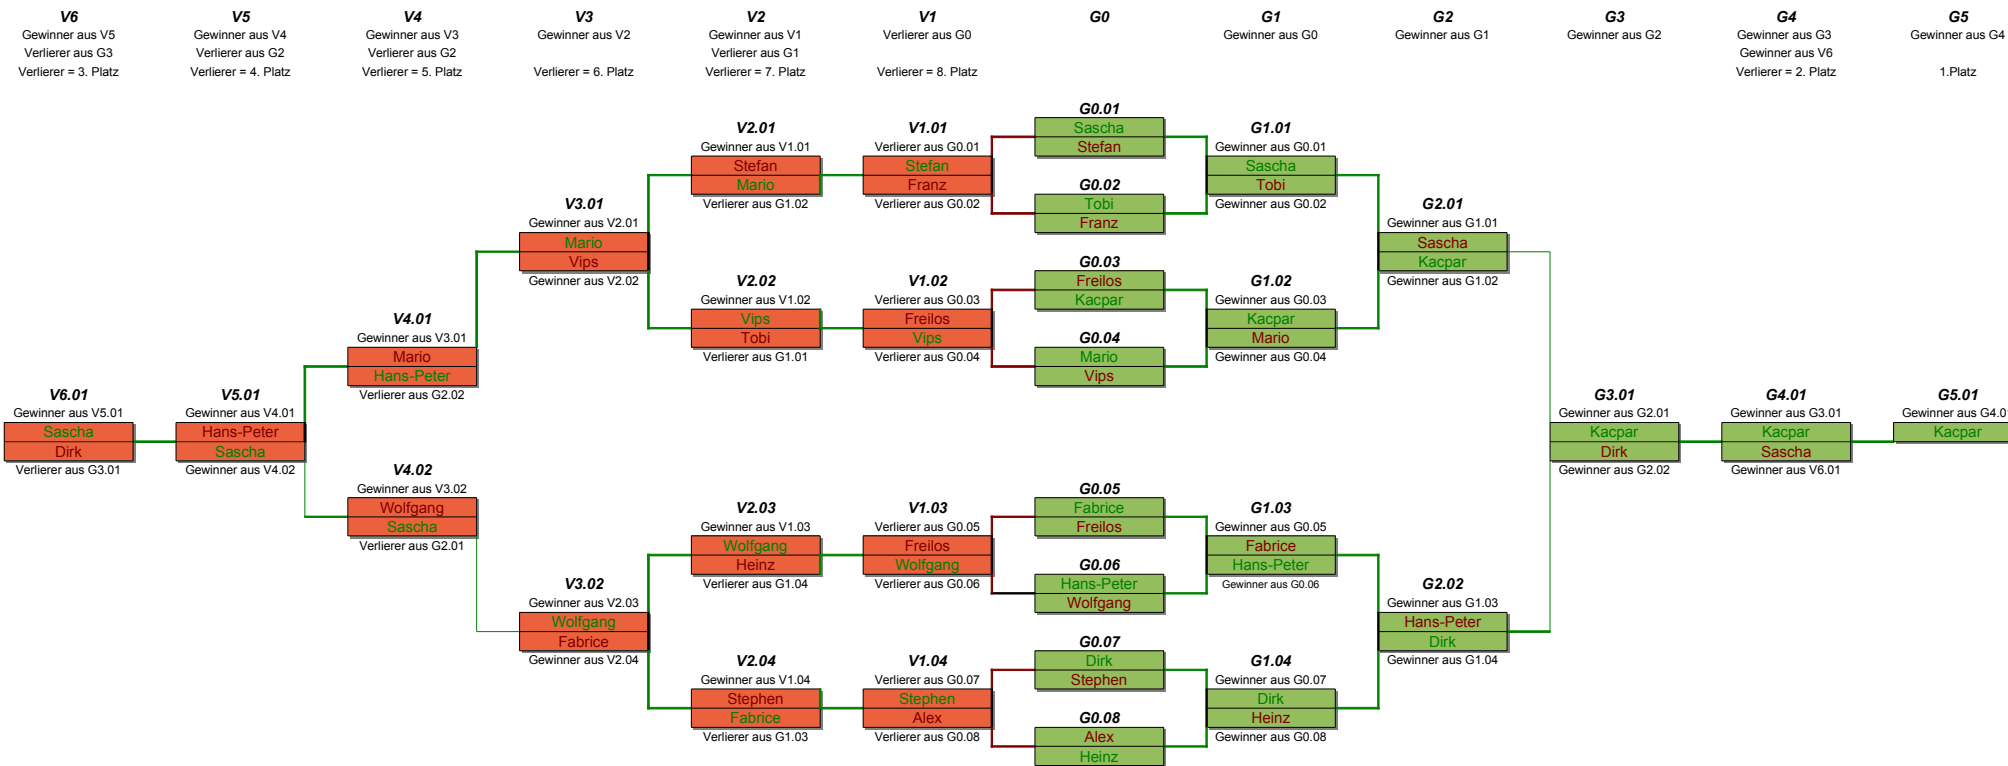 V6 V5 V4 V3 V2 V1 G0 G1 G2 G3 G4 G5
Gewinner aus V5 Gewinner aus V4 Gewinner aus V3 Gewinner aus V2 Gewinner aus V1 Verlierer aus G0 Gewinner aus G0 Gewinner aus G1 Gewinner aus G2 Gewinner aus G3 Gewinner aus G4
Verlierer aus G3 Verlierer aus G2 Verlierer aus G2 Verlierer aus G1 Gewinner aus V6
Verlierer = 3. Platz Verlierer = 4. Platz Verlierer = 5. Platz Verlierer = 6. Platz Verlierer = 7. Platz Verlierer = 8. Platz Verlierer = 2. Platz 1.Platz
V6.01
Gewinner aus V5.01
Sascha
Dirk
Verlierer aus G3.01
V5.01
Gewinner aus V4.01
Hans-Peter
Sascha
Gewinner aus V4.02
V4.01
Gewinner aus V3.01
Mario
Hans-Peter
Verlierer aus G2.02
V4.02
Gewinner aus V3.02
Wolfgang
Sascha
Verlierer aus G2.01
V3.01
Gewinner aus V2.01
Mario
Vips
Gewinner aus V2.02
V3.02
Gewinner aus V2.03
Wolfgang
Fabrice
Gewinner aus V2.04
V2.01
Gewinner aus V1.01
Stefan
Mario
Verlierer aus G1.02
V2.02
Gewinner aus V1.02
Vips
Tobi
Verlierer aus G1.01
V2.03
Gewinner aus V1.03
Wolfgang
Heinz
Verlierer aus G1.04
V2.04
Gewinner aus V1.04
Stephen
Fabrice
Verlierer aus G1.03
V1.01
Verlierer aus G0.01
Stefan
Franz
Verlierer aus G0.02
V1.02
Verlierer aus G0.03
Freilos
Vips
Verlierer aus G0.04
V1.03
Verlierer aus G0.05
Freilos
Wolfgang
Verlierer aus G0.06
V1.04
Verlierer aus G0.07
Stephen
Alex
Verlierer aus G0.08
G0.01
Sascha
Stefan
G0.02
Tobi
Franz
G0.03
Freilos
Kacpar
G0.04
Mario
Vips
G0.05
Fabrice
Freilos
G0.06
Hans-Peter
Wolfgang
G0.07
Dirk
Stephen
G0.08
Alex
Heinz
G1.01
Gewinner aus G0.01
Sascha
Tobi
Gewinner aus G0.02
G1.02
Gewinner aus G0.03
Kacpar
Mario
Gewinner aus G0.04
G1.03
Gewinner aus G0.05
Fabrice
Hans-Peter
Gewinner aus G0.06
G1.04
Gewinner aus G0.07
Dirk
Heinz
Gewinner aus G0.08
G2.01
Gewinner aus G1.01
Sascha
Kacpar
Gewinner aus G1.02
G2.02
Gewinner aus G1.03
Hans-Peter
Dirk
Gewinner aus G1.04
G3.01
Gewinner aus G2.01
Kacpar
Dirk
Gewinner aus G2.02
G4.01
Gewinner aus G3.01
Kacpar
Sascha
Gewinner aus V6.01
G5.01
Gewinner aus G4.01
Kacpar